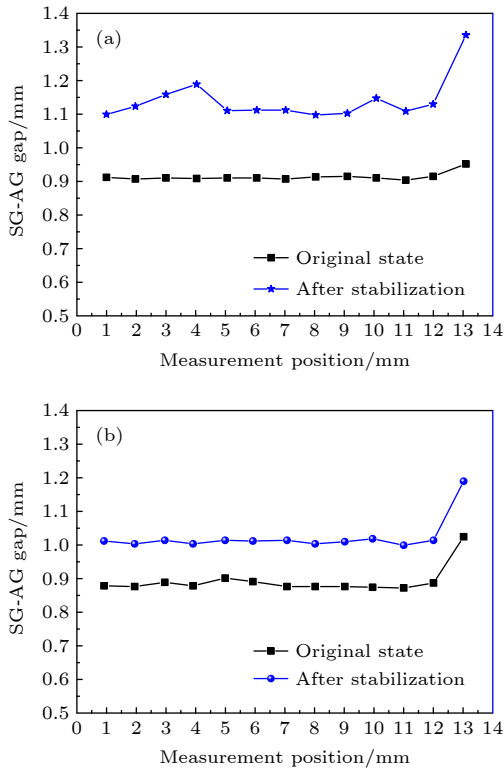 (a)
1.4
1.3
1.2
1.1
1.0
0.9
0.8
0.7
0.6
0.5
SG-AG gap/mm
Original state
After stabilization
0 1 2 3 4 5 6 7 8 9 10 11 12 13 14
Measurement position/mm
(b)
1.4
1.3
1.2
1.1
1.0
0.9
0.8
0.7
0.6
0.5
SG-AG gap/mm
Original state
After stabilization
0 1 2 3 4 5 6 7 8 9 10 11 12 13 14
Measurement position/mm